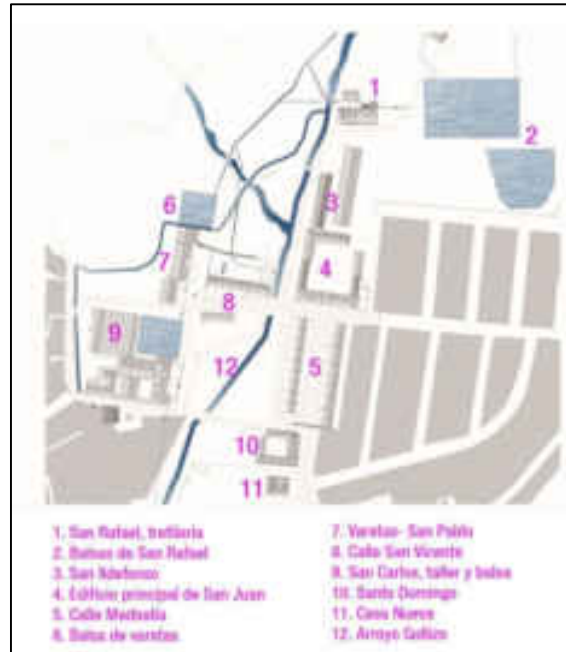 1
2
3
4
5
6
7
8
9
10
11
12
1. San Rafael, trefilería
2. Balsas de San Rafael
3. San Ildefonso
4. Edificio principal de San Juan
5. Calle
6. Balsa de varetas
7. Varetas- San Pablo
8. Calle San Vicente
9. San Carlos, taller y balsa
10. Santo Domingo
11. Casa Nueva
12. Arroyo